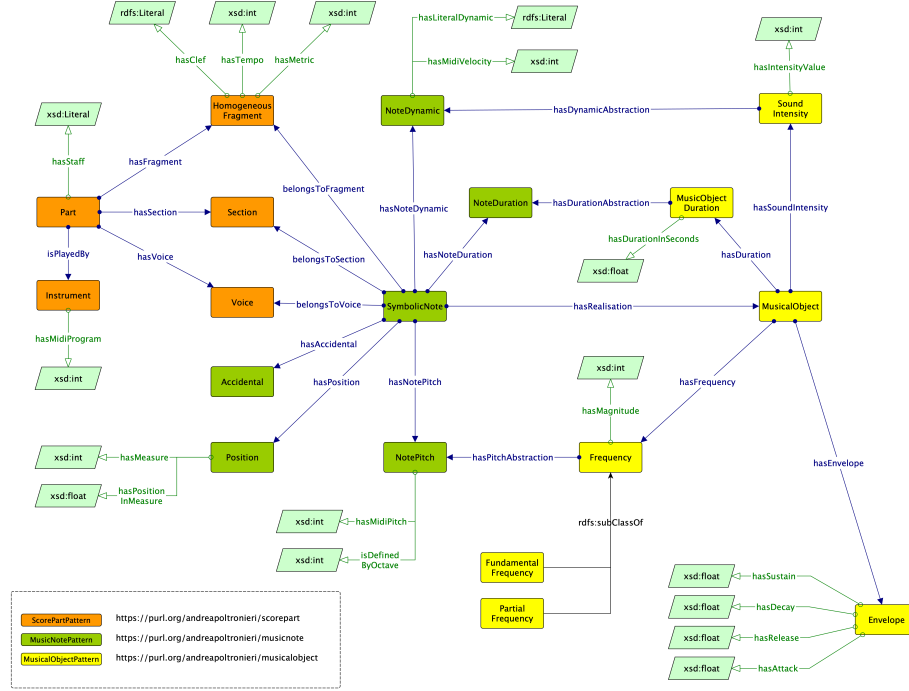 rdfs:Literal
xsd:int
xsd:int
rdfs:Literal
xsd:int
hasLiteralDynamic
hasClef
hasTempo
hasMetric
hasMidiVelocity
xsd:int
hasIntensityValue
xsd:Literal
Homogeneous
Fragment
NoteDynamic
hasDynamicAbstraction
Sound
Intensity
hasStaff
hasFragment
belongsToFragment
Part
hasSection
Section
hasNoteDynamic
NoteDuration
hasDurationAbstraction
MusicObject
Duration
hasSoundIntensity
isPlayedBy
hasVoice
belongsToSection
hasNoteDuration
hasDurationInSeconds
hasDuration
xsd:float
Instrument
Voice
belongsToVoice
SymbolicNote
hasRealisation
MusicalObject
hasMidiProgram
hasAccidental
xsd:int
Accidental
hasPosition
hasNotePitch
xsd:int
hasFrequency
hasMagnitude
xsd:int
hasMeasure
Position
NotePitch
hasPitchAbstraction
Frequency
hasEnvelope
xsd:float
hasPosition
InMeasure
xsd:int
hasMidiPitch
rdfs:subClassOf
xsd:int
isDefined
ByOctave
Fundamental
Frequency
xsd:float
hasSustain
Partial
Frequency
xsd:float
hasDecay
Envelope
xsd:float
hasRelease
xsd:float
hasAttack
ScorePartPattern https://purl.org/andreapoltronieri/scorepart
MusicNotePattern https://purl.org/andreapoltronieri/musicnote
MusicalObjectPattern https://purl.org/andreapoltronieri/musicalobject